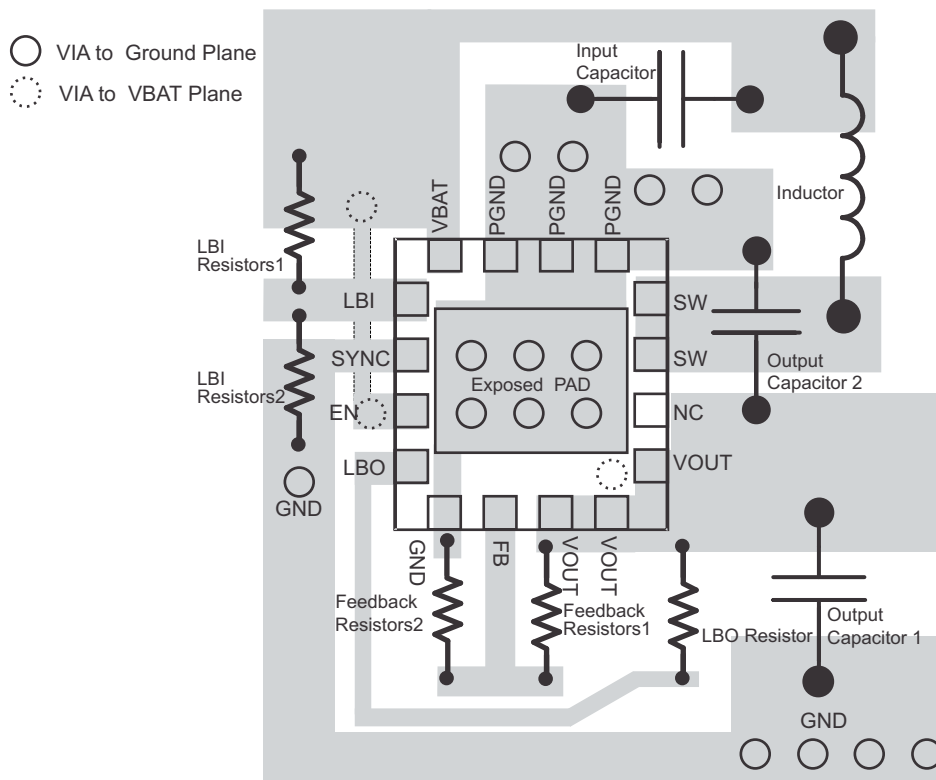 VIA to Ground Plane
VIA to VBAT Plane
Input
Capacitor
Inductor
VBAT
PGND
PGND
PGND
LBI
Resistors1
LBI
SW
SYNC
SW
Output
Capacitor 2
LBI
Resistors2
Exposed PAD
EN
NC
LBO
VOUT
GND
GND
FB
VOUT
VOUT
Feedback
Resistors2
Feedback
Resistors1
LBO Resistor
Output
Capacitor 1
GND